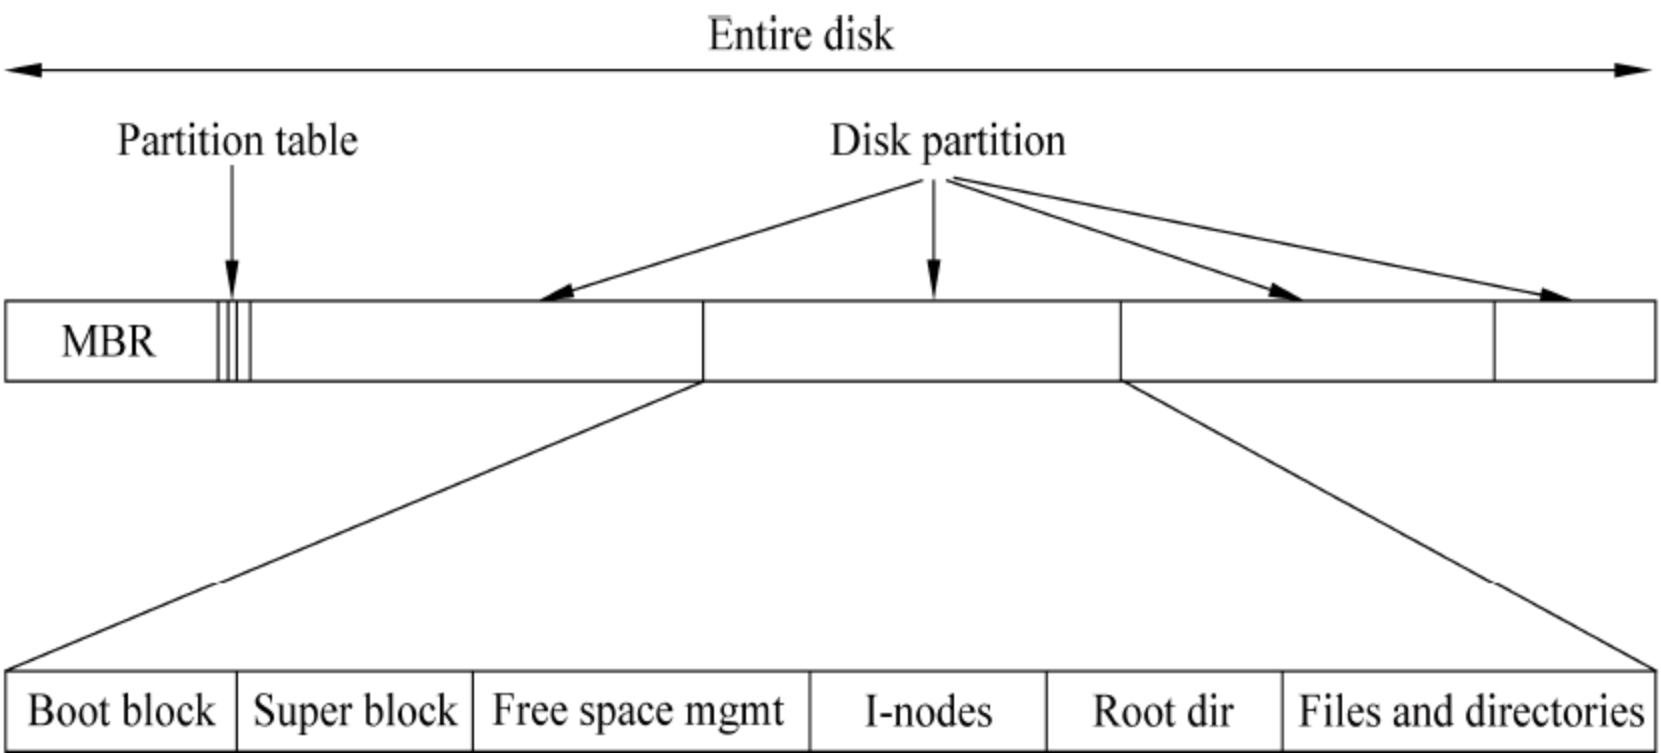 Entire disk
Partition table
Disk partition
MBR
Boot block
Super block
Free space mgmt
I-nodes
Root dir
Files and directories